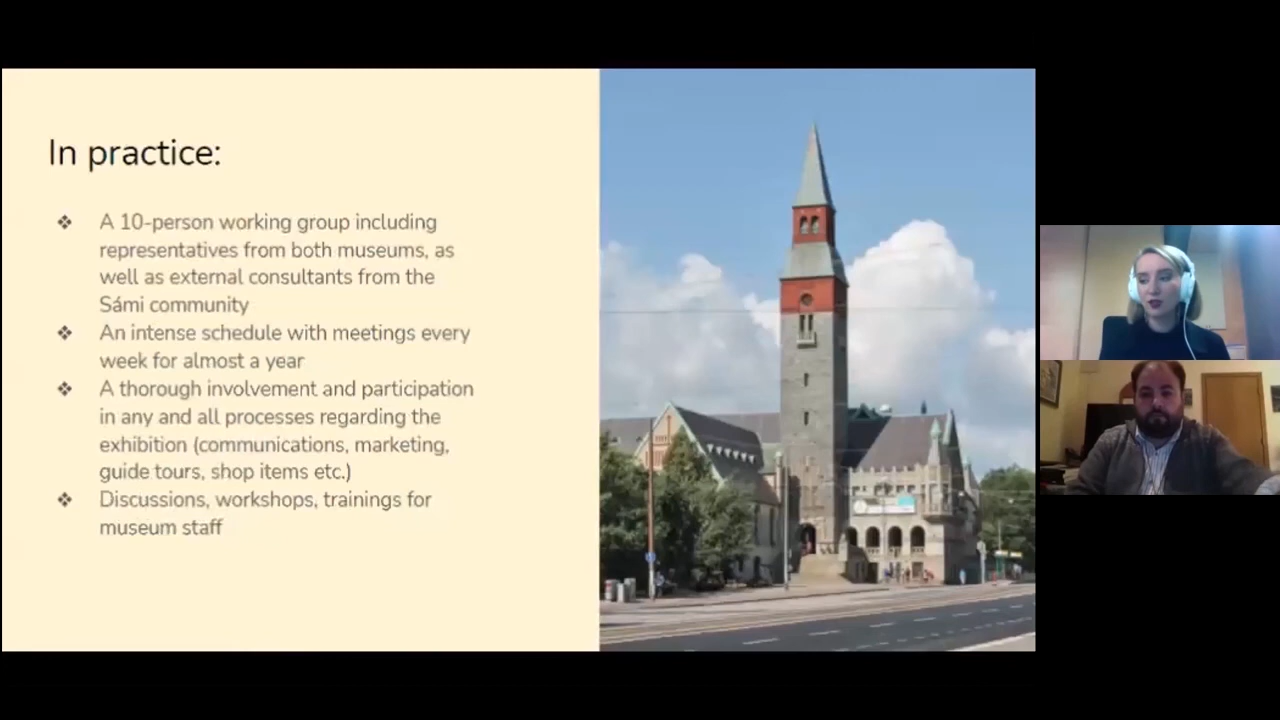 In practice:
❖ A 10-person working group including
representatives from both museums, as
well as external consultants from the
Sámi community
❖ An intense schedule with meetings every
week for almost a year
❖ A thorough involvement and participation
in any and all processes regarding the
exhibition (communications, marketing,
guide tours, shop items etc.)
❖ Discussions, workshops, trainings for
museum staff